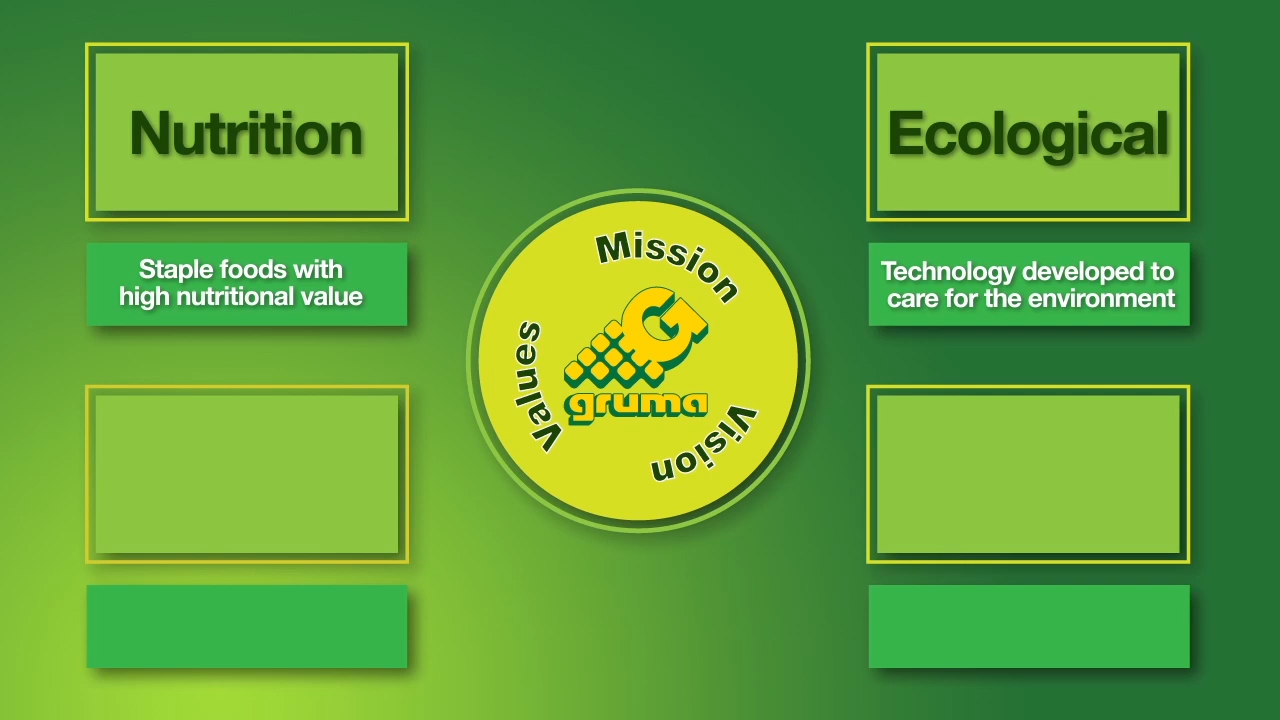 Nutrition
Staple foods with
high nutritional value
Ecological
Technology developed to
care for the environment
Mission
Vision
Values
gruma